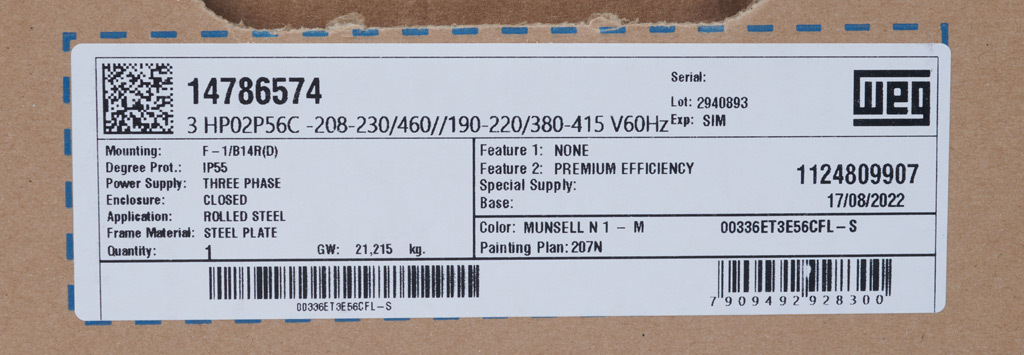 14786574
Serial:
Lot: 2940893
Exp: SIM
weg
3 HP02P56C -208-230/460//190-220/380-415 V60Hz
Mounting: F-1/B14R(D)
Degree Prot.: IP55
Power Supply: THREE PHASE
Enclosure: CLOSED
Application: ROLLED STEEL
Frame Material: STEEL PLATE
Quantity: 1 GW: 21,215 kg.
Feature 1: NONE
Feature 2: PREMIUM EFFICIENCY
Special Supply:
Base:
1124809907
17/08/2022
Color: MUNSELL N 1 - M 00336ET3E56CFL-S
Painting Plan: 207N
00336ET3E56CFL-S
7909492928300